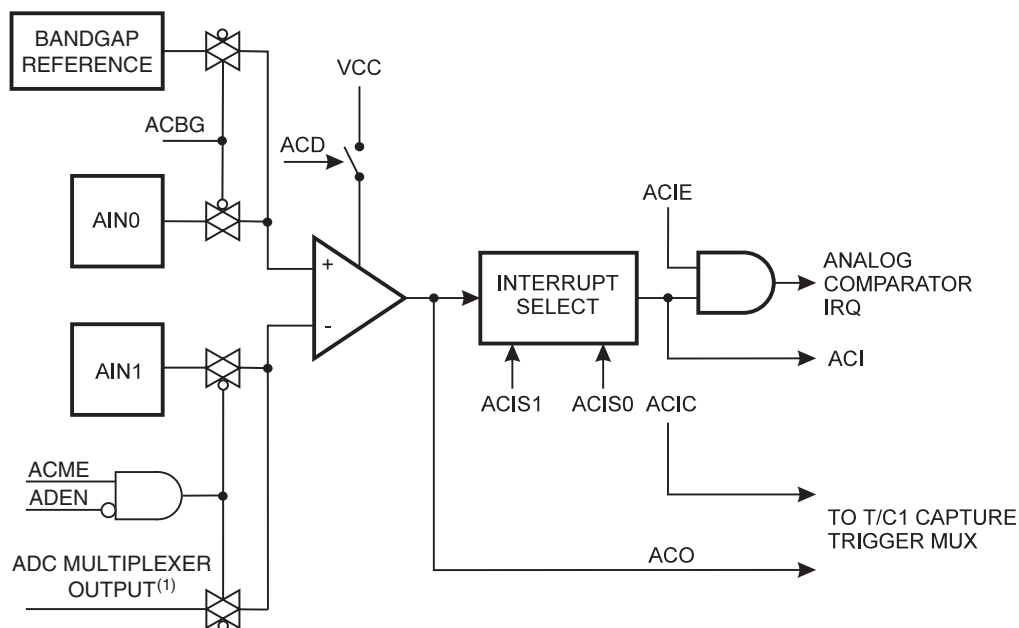 BANDGAP
REFERENCE
VCC
ACBG
ACD
AIN0
ACIE
+
INTERRUPT
SELECT
ANALOG
COMPARATOR
IRQ
-
AIN1
ACI
ACIS1
ACIS0
ACIC
ACME
ADEN
TO T/C1 CAPTURE
TRIGGER MUX
ACO
ADC MULTIPLEXER
OUTPUT(1)